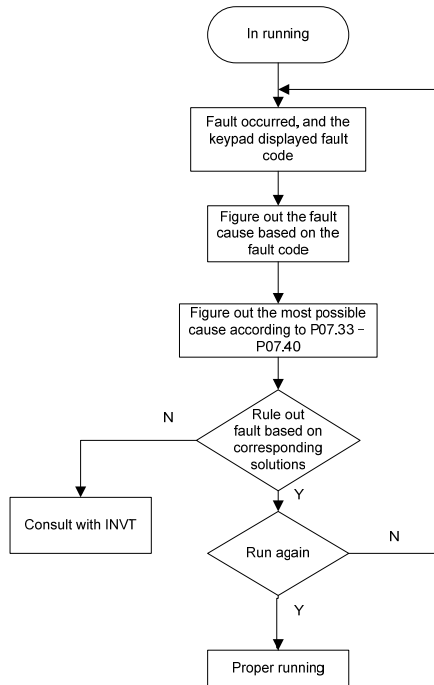 In running
Fault occurred, and the
keypad displayed fault
code
Figure out the fault
cause based on the
fault code
Figure out the most possible
cause according to P07.33 –
P07.40
N
Rule out
fault based on
corresponding
solutions
Y
Consult with INVT
Run again
N
Y
Proper running